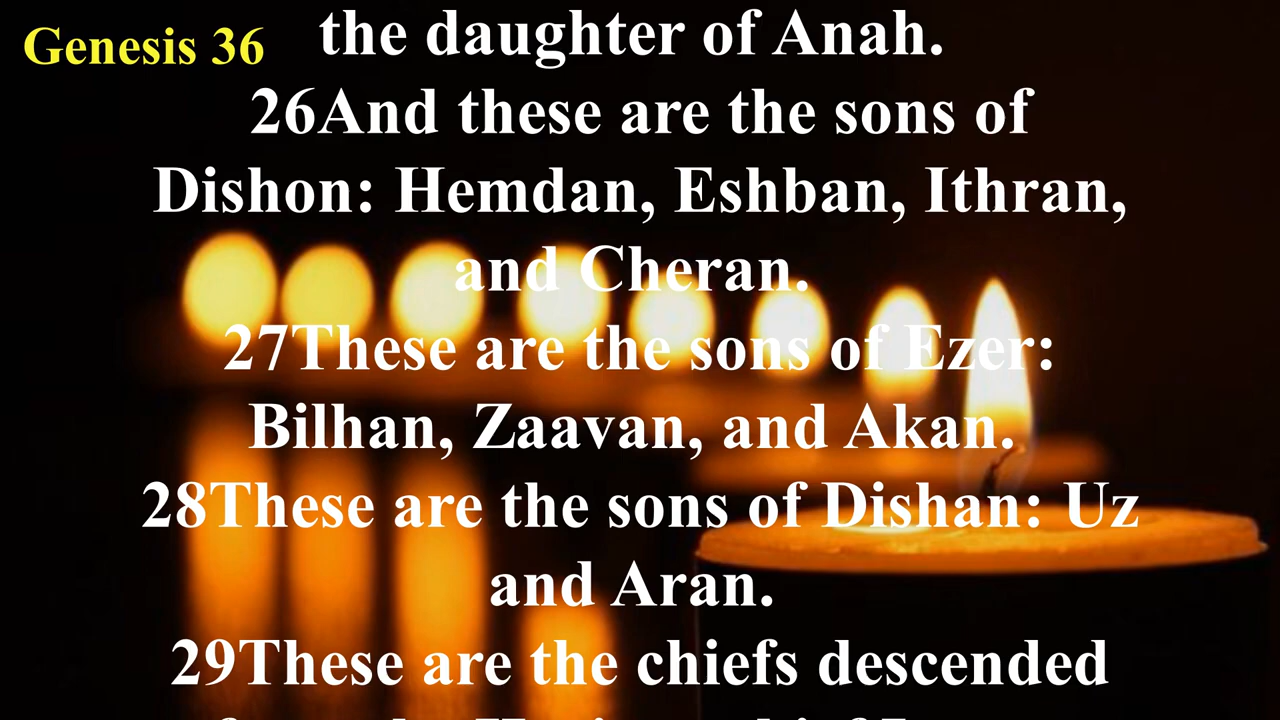 Genesis 36
the daughter of Anah.
26And these are the sons of
Dishon: Hemdan, Eshban, Ithran,
and Cheran.
27These are the sons of Ezer:
Bilhan, Zaavan, and Akan.
28These are the sons of Dishan: Uz
and Aran.
29These are the chiefs descended